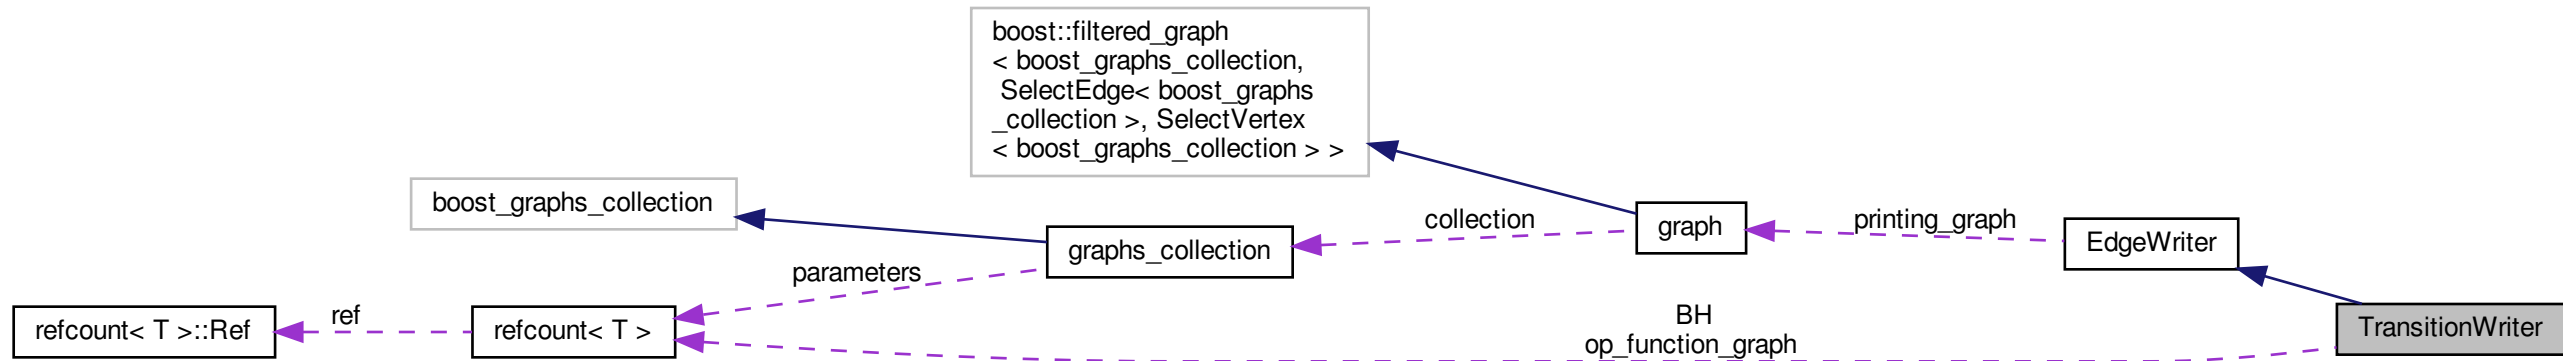 boost::filtered_graph
< boost_graphs_collection,
SelectEdge< boost_graphs
_collection >, SelectVertex
< boost_graphs_collection > >
boost_graphs_collection
collection
graph
printing_graph
EdgeWriter
graphs_collection
parameters
refcount< T >::Ref
ref
refcount< T >
BH
op_function_graph
TransitionWriter